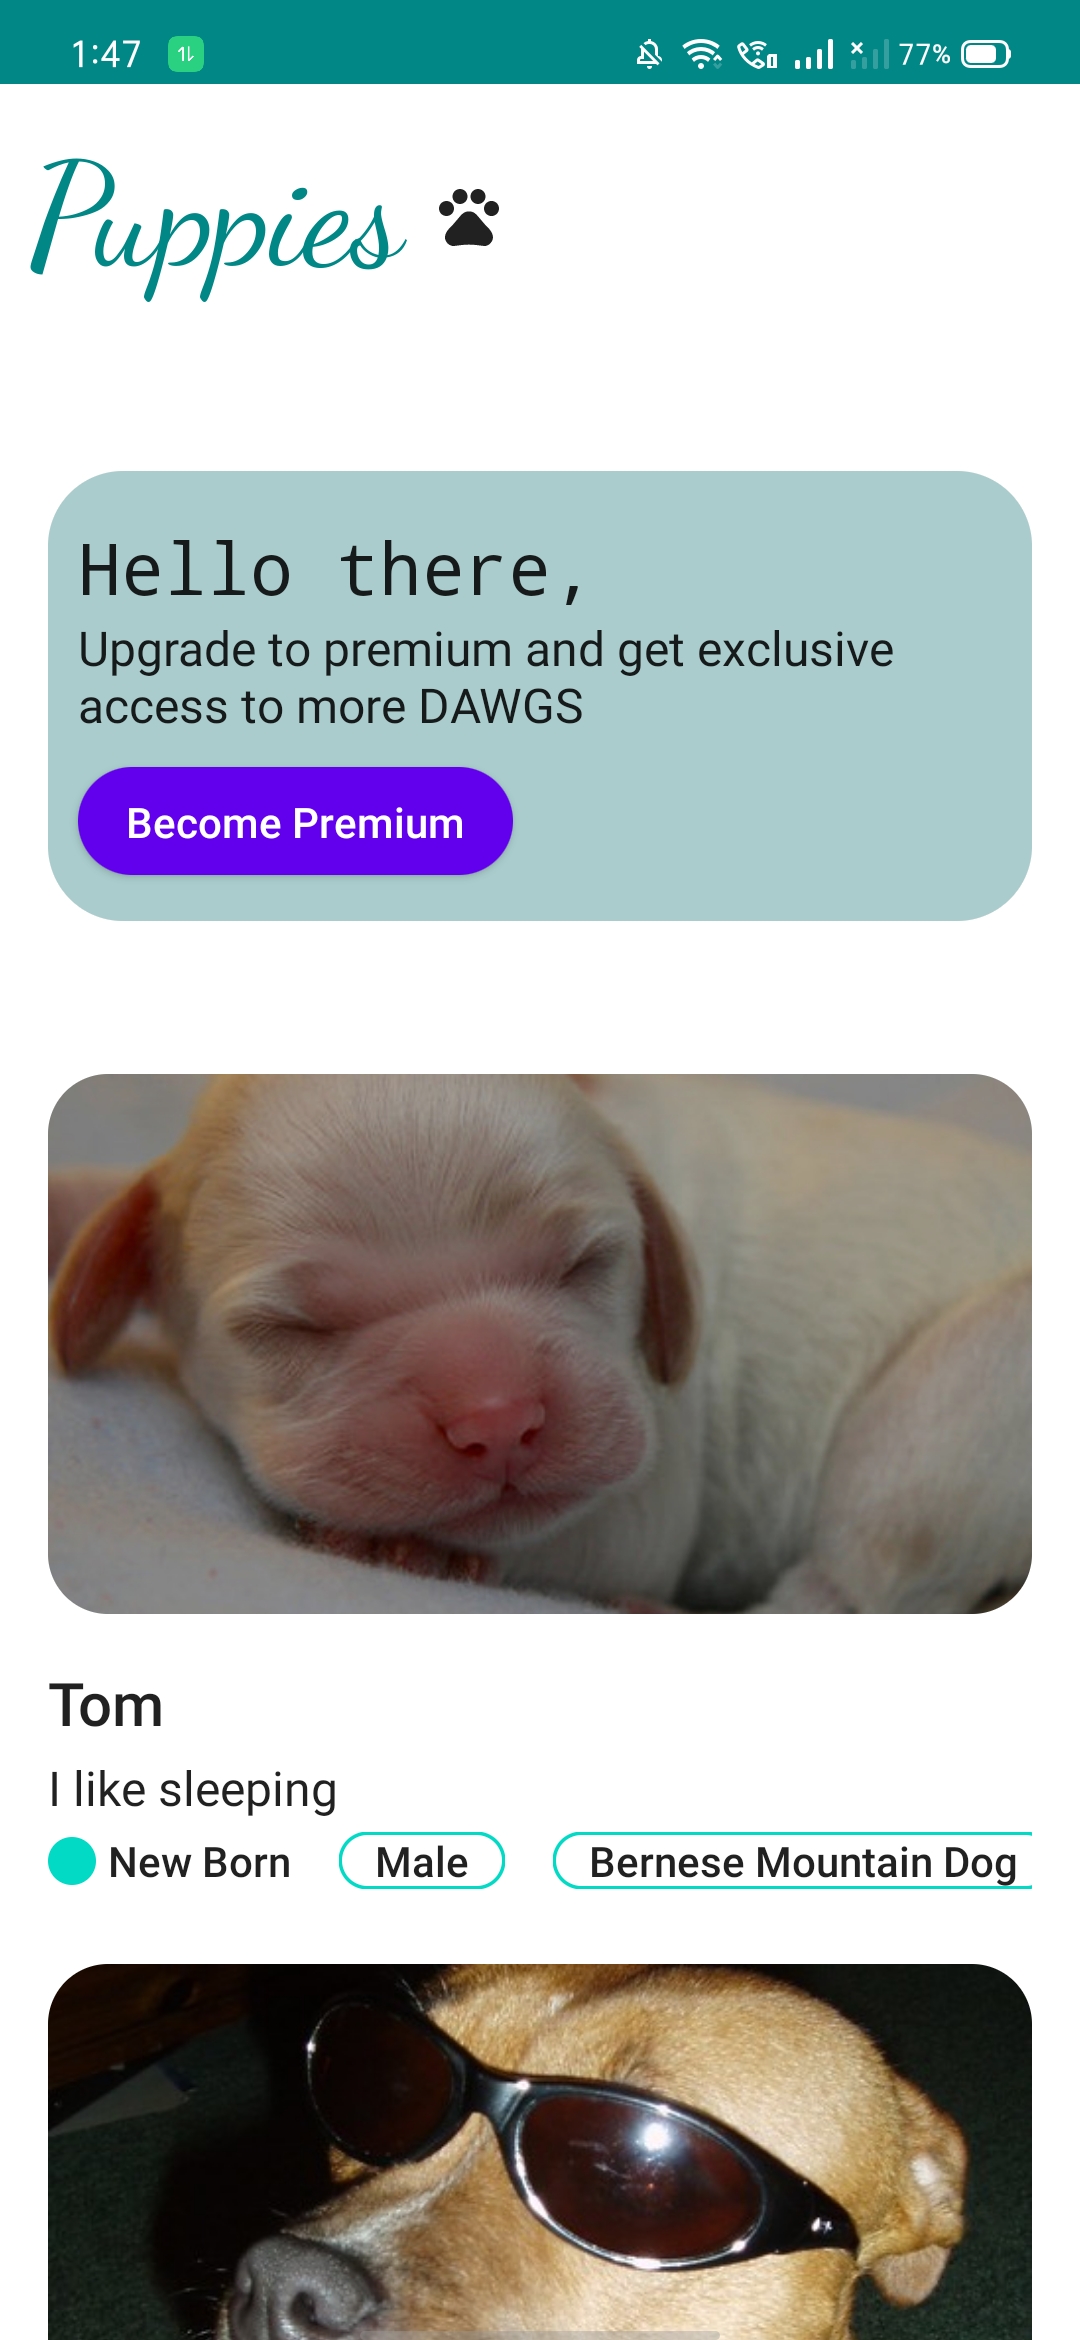 1:47
77%
Puppies
Hello there,
Upgrade to premium and get exclusive
access to more DAWGS
Become Premium
Tom
I like sleeping
New Born Male Bernese Mountain Dog